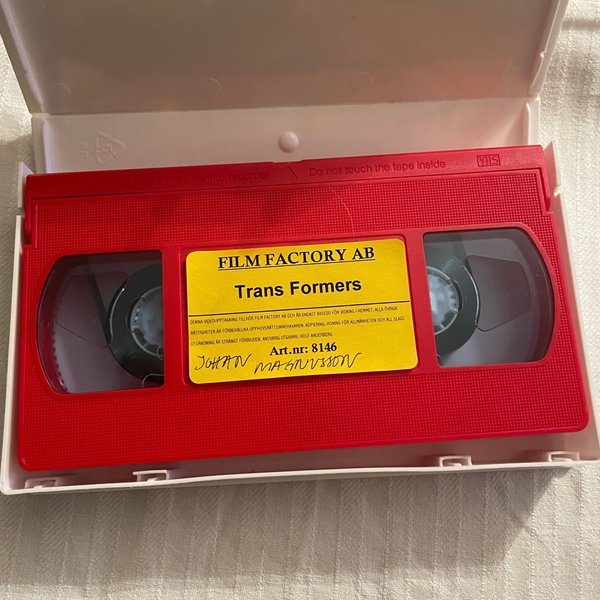 recorder Do not touch the tape inside VHS
FILM FACTORY AB
Trans Formers
DENNA VIDEOUPPTAGNING TILLHÖR FILM FACTORY AB OCH ÄR ENDAST AVSEDD FÖR VISNING I HEMMET. ALLA ÖVRIGA
RÄTTIGHETER ÄR FÖRBEHÅLLNA UPPHOVSRÄTTSINNEHAVAREN. KOPIERING, VISNING FÖR ALLMÄNHETEN OCH ALL SLAGS
UTSÄNDNING ÄR STRÄNGT FÖRBUDEN. ANSVARIG UTGIVARE: ROLF ANDERBERG
Art.nr: 8146
JOHAN MAGNUSSON